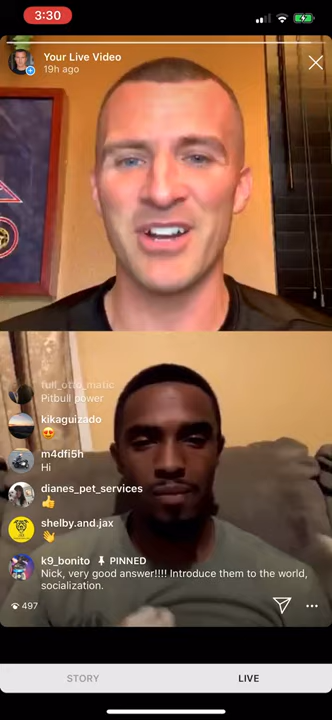 3:30
Your Live Video
19h ago
full_otto_matic
Pitbull power
kikaguizado
😍
m4dfi5h
Hi
dianes_pet_services
👍
shelby.and.jax
👋
k9_bonito PINNED
Nick, very good answer!!!! Introduce them to the world,
socialization.
497
STORY
LIVE